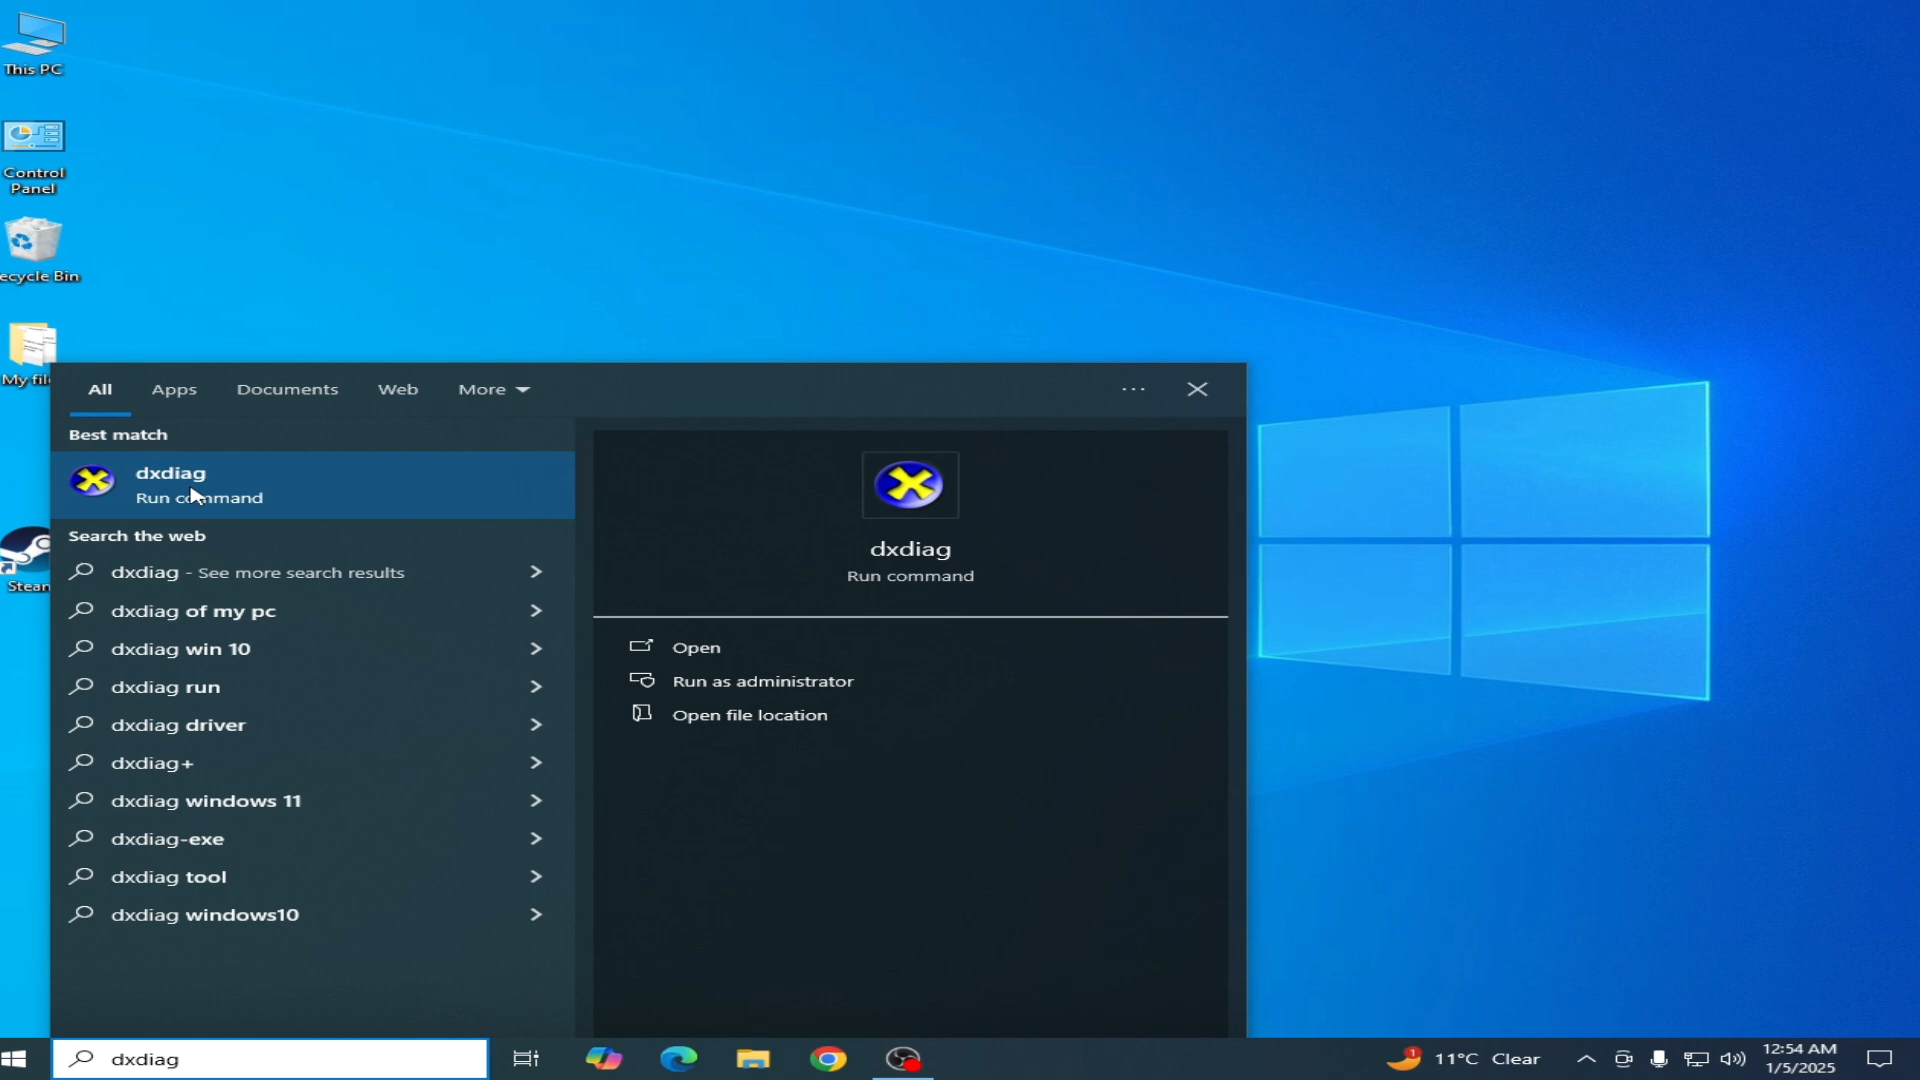 This PC
Control
Panel
ecycle Bin
My fil
Stean
All
Apps
Documents
Web
More
Best match
dxdiag
Run command
Search the web
dxdiag - See more search results
dxdiag of my pc
dxdiag win 10
dxdiag run
dxdiag driver
dxdiag+
dxdiag windows 11
dxdiag-exe
dxdiag tool
dxdiag windows10
dxdiag
Run command
Open
Run as administrator
Open file location
dxdiag
1
11°C Clear
12:54 AM
1/5/2025